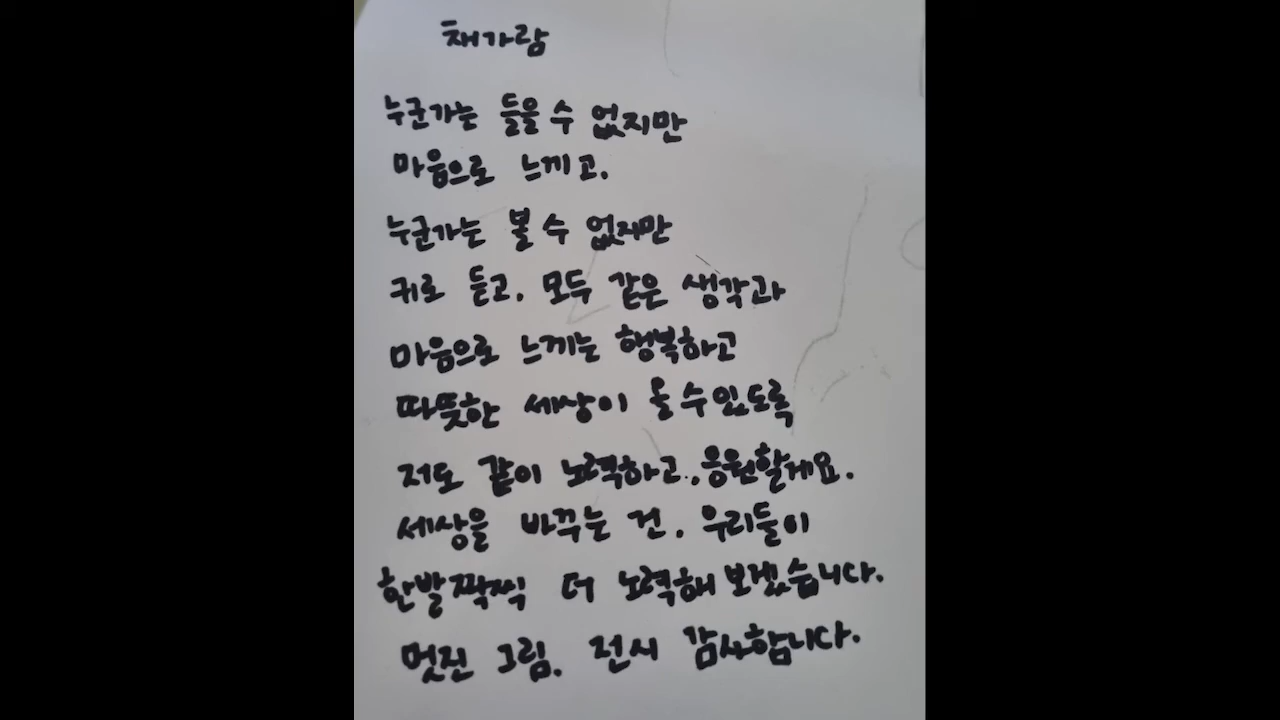 채가람
누군가는 들을 수 없지만
마음으로 느끼고.
누군가는 볼 수 없지만
귀로 듣고. 모두 같은 생각과
마음으로 느끼는 행복하고
따뜻한 세상이 올 수 있도록
저도 같이 노력하고, 응원할게요.
세상을 바꾸는 건. 우리들이
한발짝씩 더 노력해 보겠습니다.
멋진 그림. 전시 감사합니다.